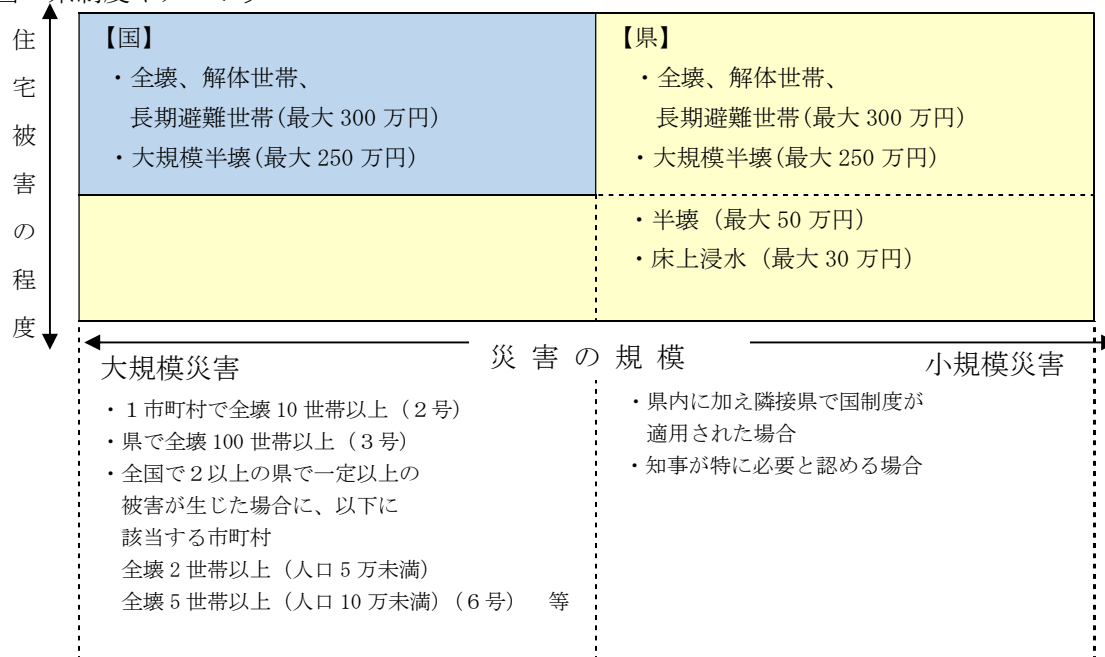 住宅被害の程度
【国】
・全壊、解体世帯、
長期避難世帯(最大 300 万円)
・大規模半壊(最大 250 万円)
【県】
・全壊、解体世帯、
長期避難世帯(最大 300 万円)
・大規模半壊(最大 250 万円)
・半壊（最大 50 万円）
・床上浸水（最大 30 万円）
災害の規模
大規模災害
小規模災害
・１市町村で全壊 10 世帯以上（２号）
・県で全壊 100 世帯以上（３号）
・全国で２以上の県で一定以上の
被害が生じた場合に、以下に
該当する市町村
全壊 2 世帯以上（人口 5 万未満）
全壊 5 世帯以上（人口 10 万未満）（６号）　等
・県内に加え隣接県で国制度が
適用された場合
・知事が特に必要と認める場合